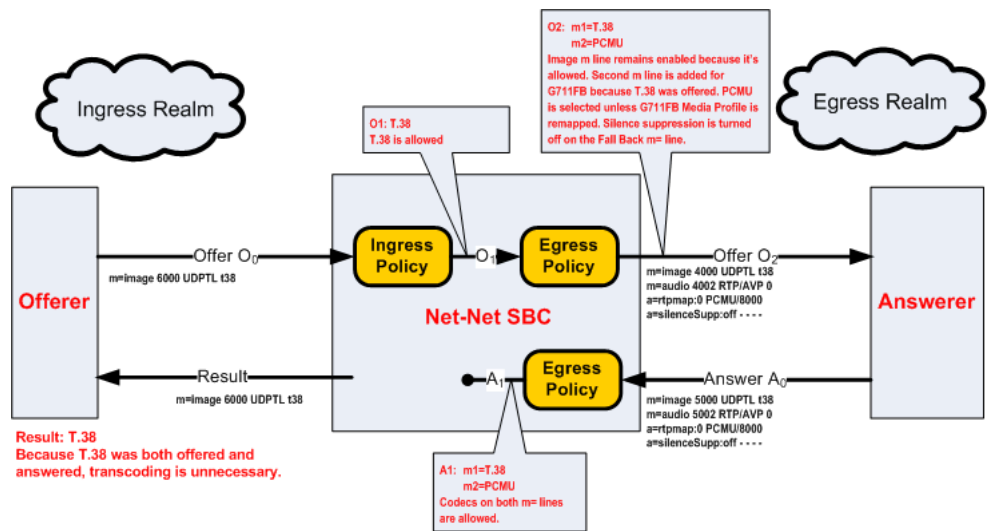 O2: m1=T.38
m2=PCMU
Image m line remains enabled because it's
allowed. Second m line is added for
G711FB because T.38 was offered. PCMU
is selected unless G711FB Media Profile is
remapped. Silence suppression is turned
off on the Fall Back m= line.
Ingress Realm
Egress Realm
O1: T.38
T.38 is allowed
Offerer
Offer O0
m=image 6000 UDPTL t38
Ingress
Policy
O1
Egress
Policy
Offer O2
m=image 4000 UDPTL t38
m=audio 4002 RTP/AVP 0
a=rtpmap:0 PCMU/8000
a=silenceSupp:off - - - -
Answerer
Net-Net SBC
Result
m=image 6000 UDPTL t38
A1
Egress
Policy
Answer A0
m=image 5000 UDPTL t38
m=audio 5002 RTP/AVP 0
a=rtpmap:0 PCMU/8000
a=silenceSupp:off - - - -
Result: T.38
Because T.38 was both offered and
answered, transcoding is unnecessary.
A1: m1=T.38
m2=PCMU
Codecs on both m= lines
are allowed.